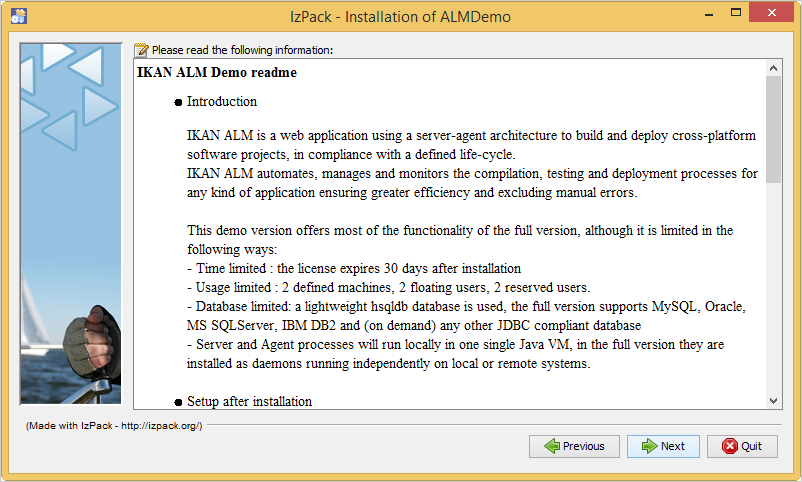 IzPack - Installation of ALMDemo
Please read the following information:
IKAN ALM Demo readme
● Introduction
IKAN ALM is a web application using a server-agent architecture to build and deploy cross-platform
software projects, in compliance with a defined life-cycle.
IKAN ALM automates, manages and monitors the compilation, testing and deployment processes for
any kind of application ensuring greater efficiency and excluding manual errors.
This demo version offers most of the functionality of the full version, although it is limited in the
following ways:
- Time limited : the license expires 30 days after installation
- Usage limited : 2 defined machines, 2 floating users, 2 reserved users.
- Database limited: a lightweight hsqldb database is used, the full version supports MySQL, Oracle,
MS SQLServer, IBM DB2 and (on demand) any other JDBC compliant database
- Server and Agent processes will run locally in one single Java VM, in the full version they are
installed as daemons running independently on local or remote systems.
● Setup after installation
(Made with IzPack - http://izpack.org/)
Previous
Next
Quit